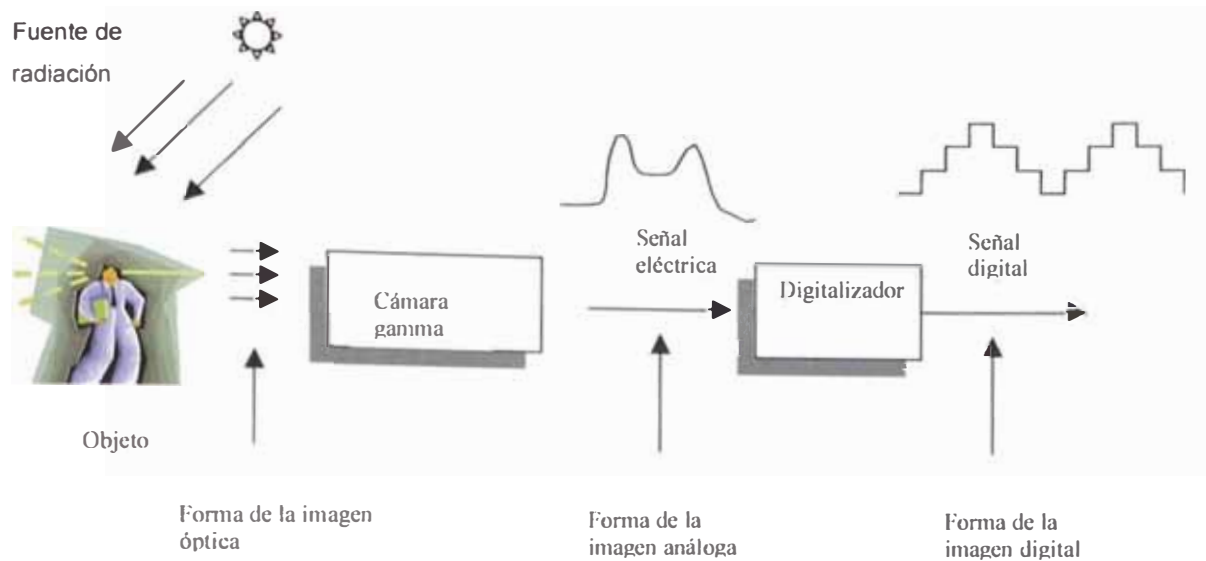 Fuente de
radiación
Señal
eléctrica
Señal
digital
Cámara
gamma
Digitalizador
Objeto
Forma de la imagen
óptica
Forma de la
imagen análoga
Forma de la
imagen digital